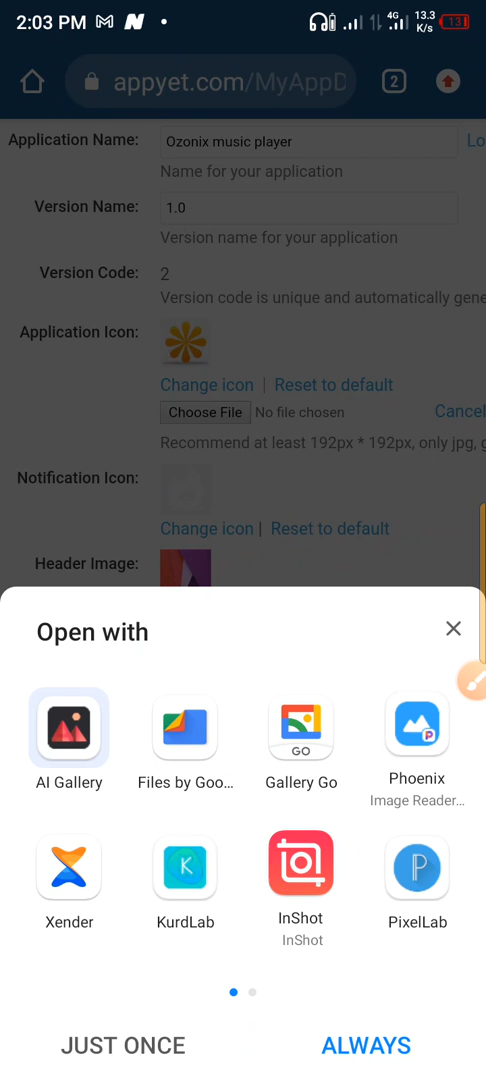 2:03 PM
4G
13.3
K/s
13
appyet.com/MyAppD
2
Application Name: Ozonix music player Lo
Name for your application
Version Name: 1.0
Version name for your application
Version Code: 2
Version code is unique and automatically gene
Application Icon:
Change icon | Reset to default
Choose File No file chosen Cancel
Recommend at least 192px * 192px, only jpg, g
Notification Icon:
Change icon | Reset to default
Header Image:
Open with
GO
AI Gallery
Files by Goo...
Gallery Go
Phoenix
Image Reader...
Xender
KurdLab
InShot
InShot
PixelLab
JUST ONCE
ALWAYS